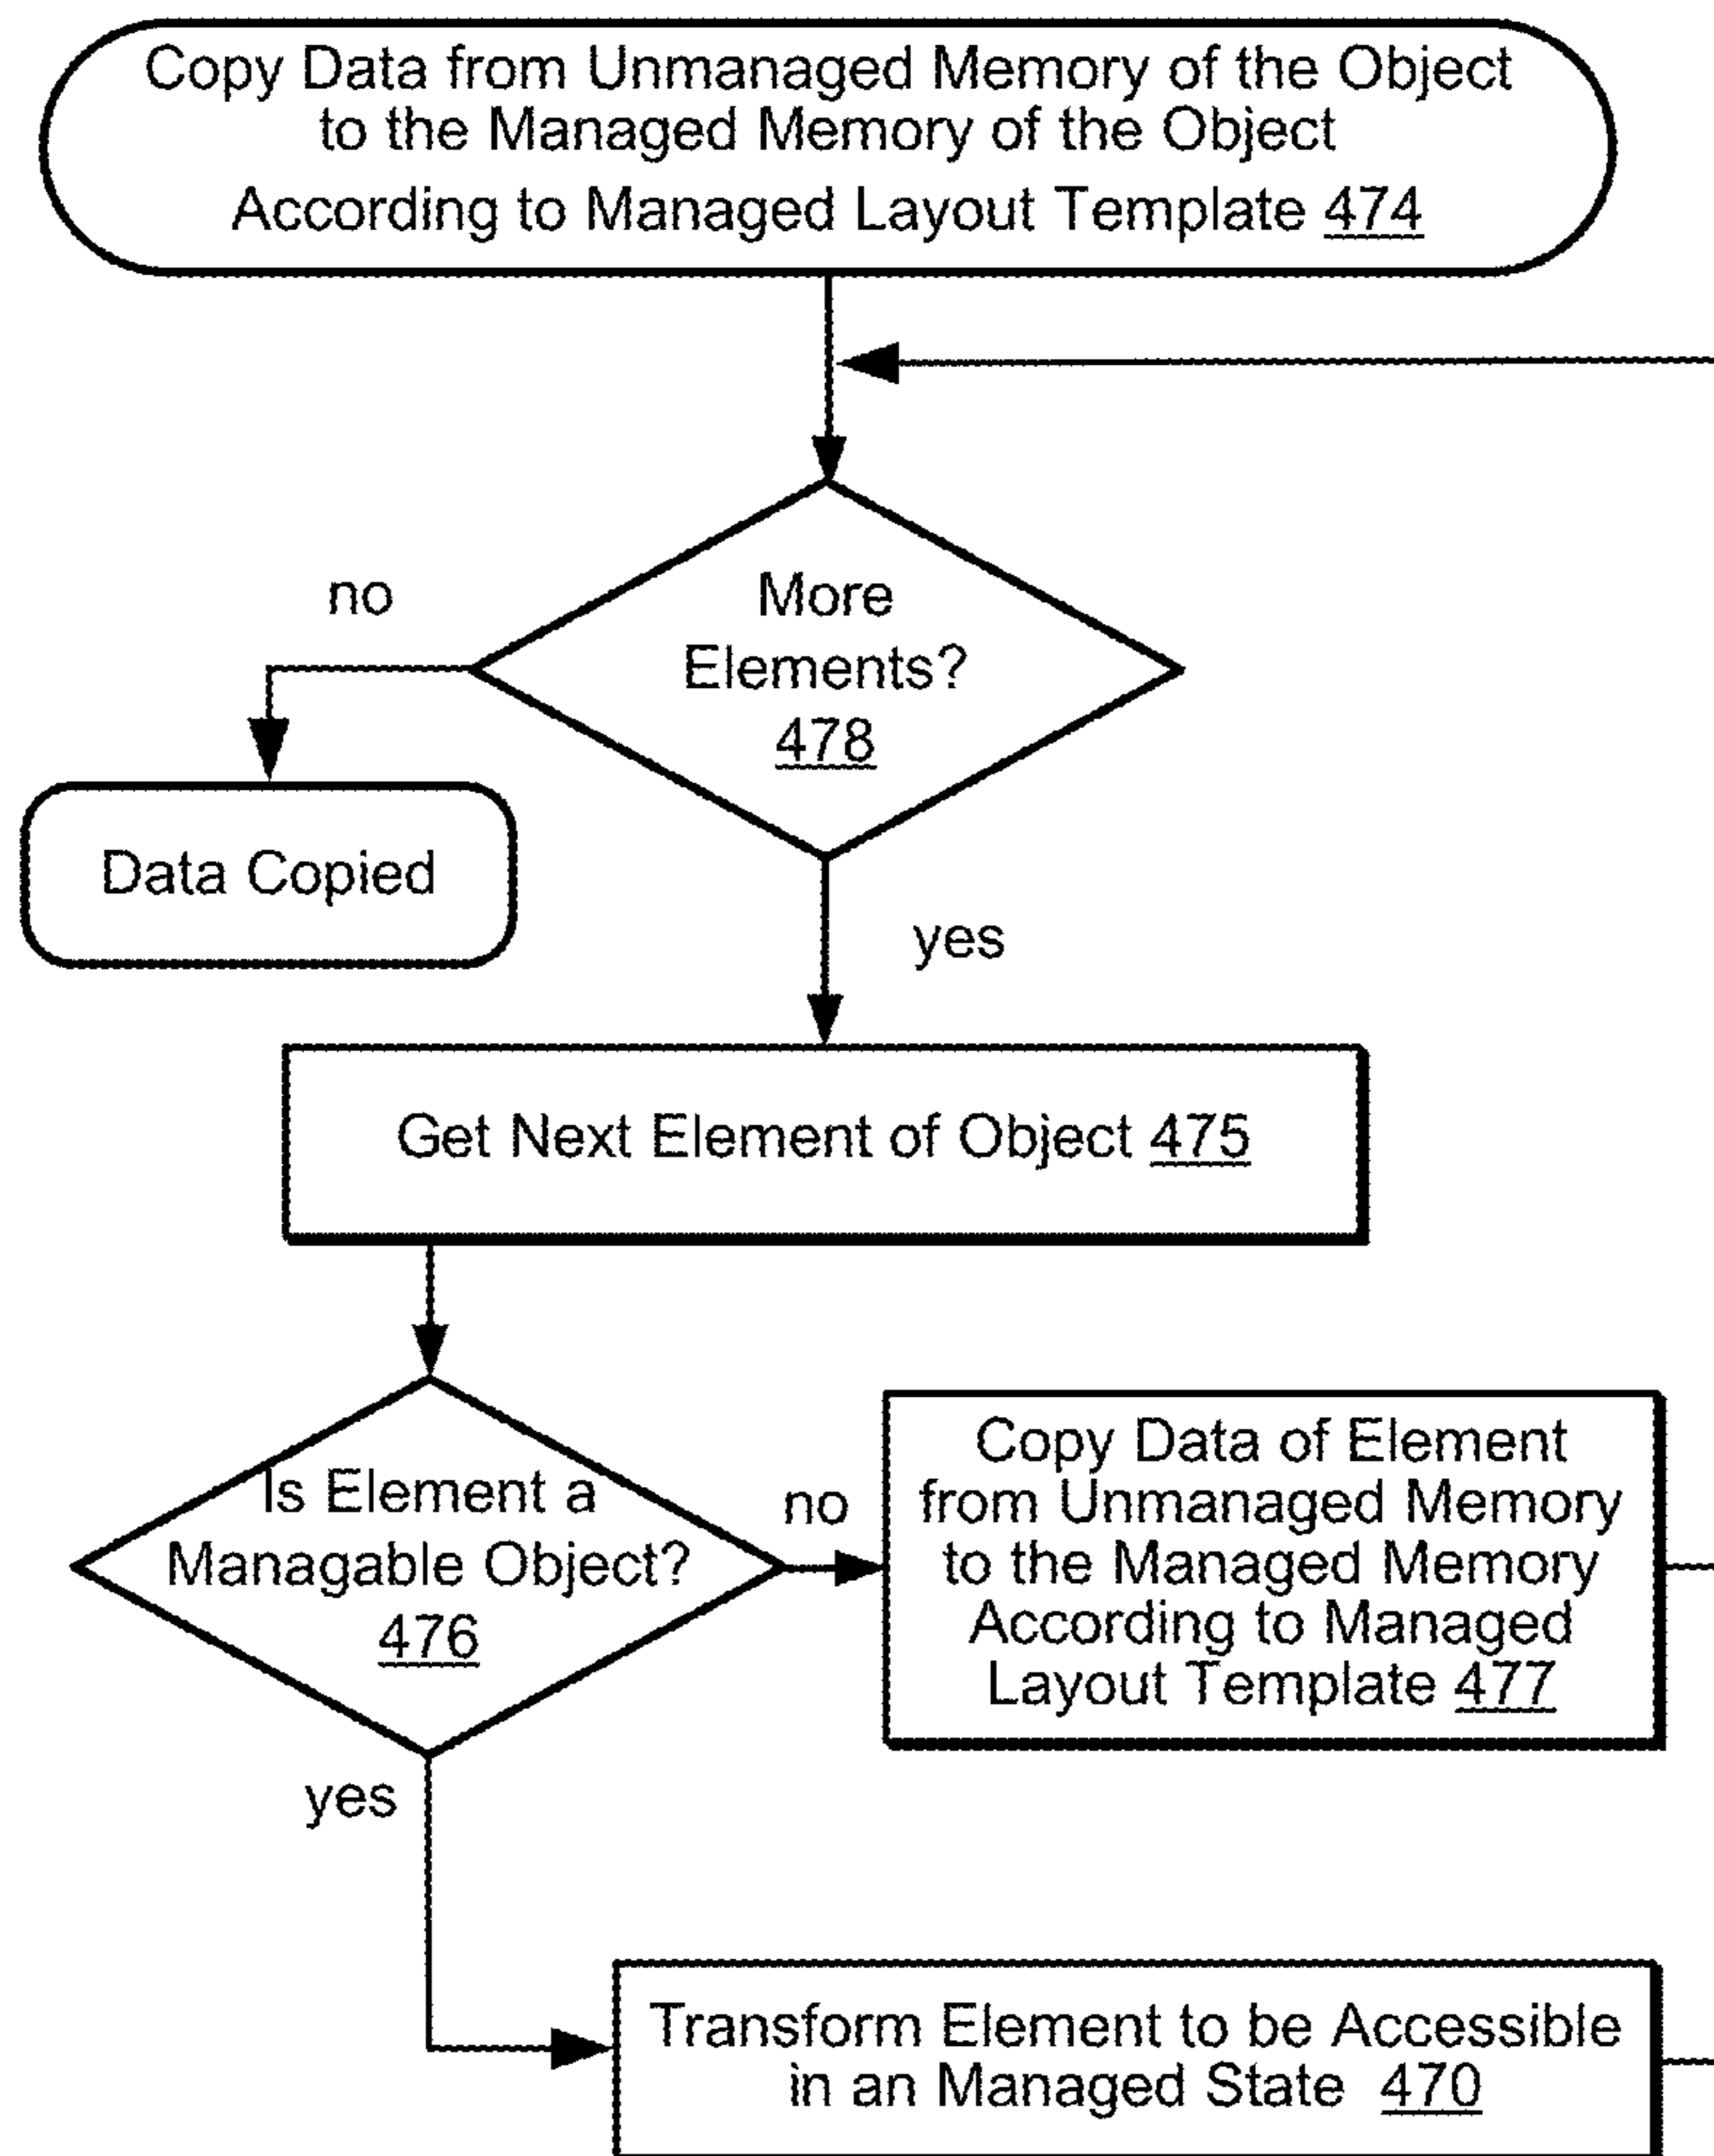 Copy Data from Unmanaged Memory of the Object
to the Managed Memory of the Object
According to Managed Layout Template 474
no
More
Elements?
478
Data Copied
yes
Get Next Element of Object 475
Is Element a
Managable Object?
476
no
Copy Data of Element
from Unmanaged Memory
to the Managed Memory
According to Managed
Layout Template 477
yes
Transform Element to be Accessible
in an Managed State 470